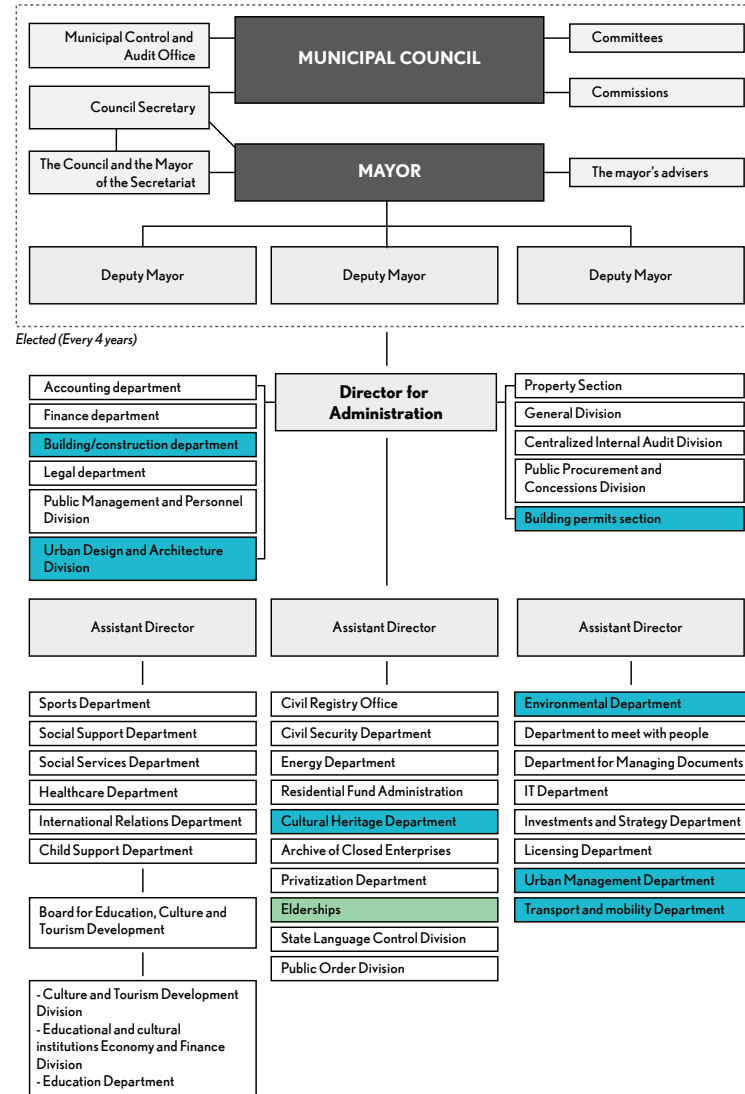 Municipal Control and
Audit Office
MUNICIPAL COUNCIL
Committees
Commissions
Council Secretary
The Council and the Mayor
of the Secretariat
MAYOR
The mayor's advisers
Deputy Mayor
Deputy Mayor
Deputy Mayor
Elected (Every 4 years)
Director for
Administration
Accounting department
Finance department
Building/construction department
Legal department
Public Management and Personnel
Division
Urban Design and Architecture
Division
Property Section
General Division
Centralized Internal Audit Division
Public Procurement and
Concessions Division
Building permits section
Assistant Director
Assistant Director
Assistant Director
Sports Department
Social Support Department
Social Services Department
Healthcare Department
International Relations Department
Child Support Department
Board for Education, Culture and
Tourism Development
- Culture and Tourism Development
Division
- Educational and cultural
institutions Economy and Finance
Division
- Education Department
Civil Registry Office
Civil Security Department
Energy Department
Residential Fund Administration
Cultural Heritage Department
Archive of Closed Enterprises
Privatization Department
Elderships
State Language Control Division
Public Order Division
Environmental Department
Department to meet with people
Department for Managing Documents
IT Department
Investments and Strategy Department
Licensing Department
Urban Management Department
Transport and mobility Department